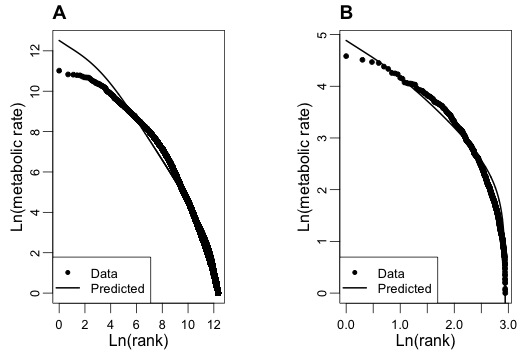 A
Ln(metabolic rate)
12
10
8
6
4
2
0
Data
Predicted
0 2 4 6 8 10 12
Ln(rank)
B
Ln(metabolic rate)
5
4
3
2
1
0
Data
Predicted
0.0 1.0 2.0 3.0
Ln(rank)